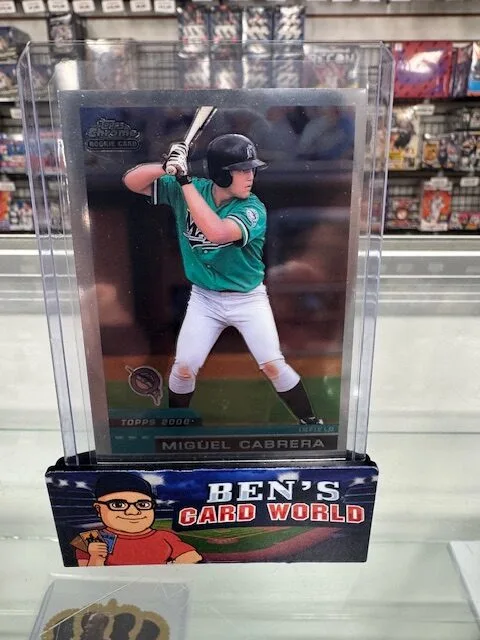 Topps
Chrome
ROOKIE CARD
TOPPS 2000
INFIELD
MIGUEL CABRERA
BEN'S
CARD WORLD